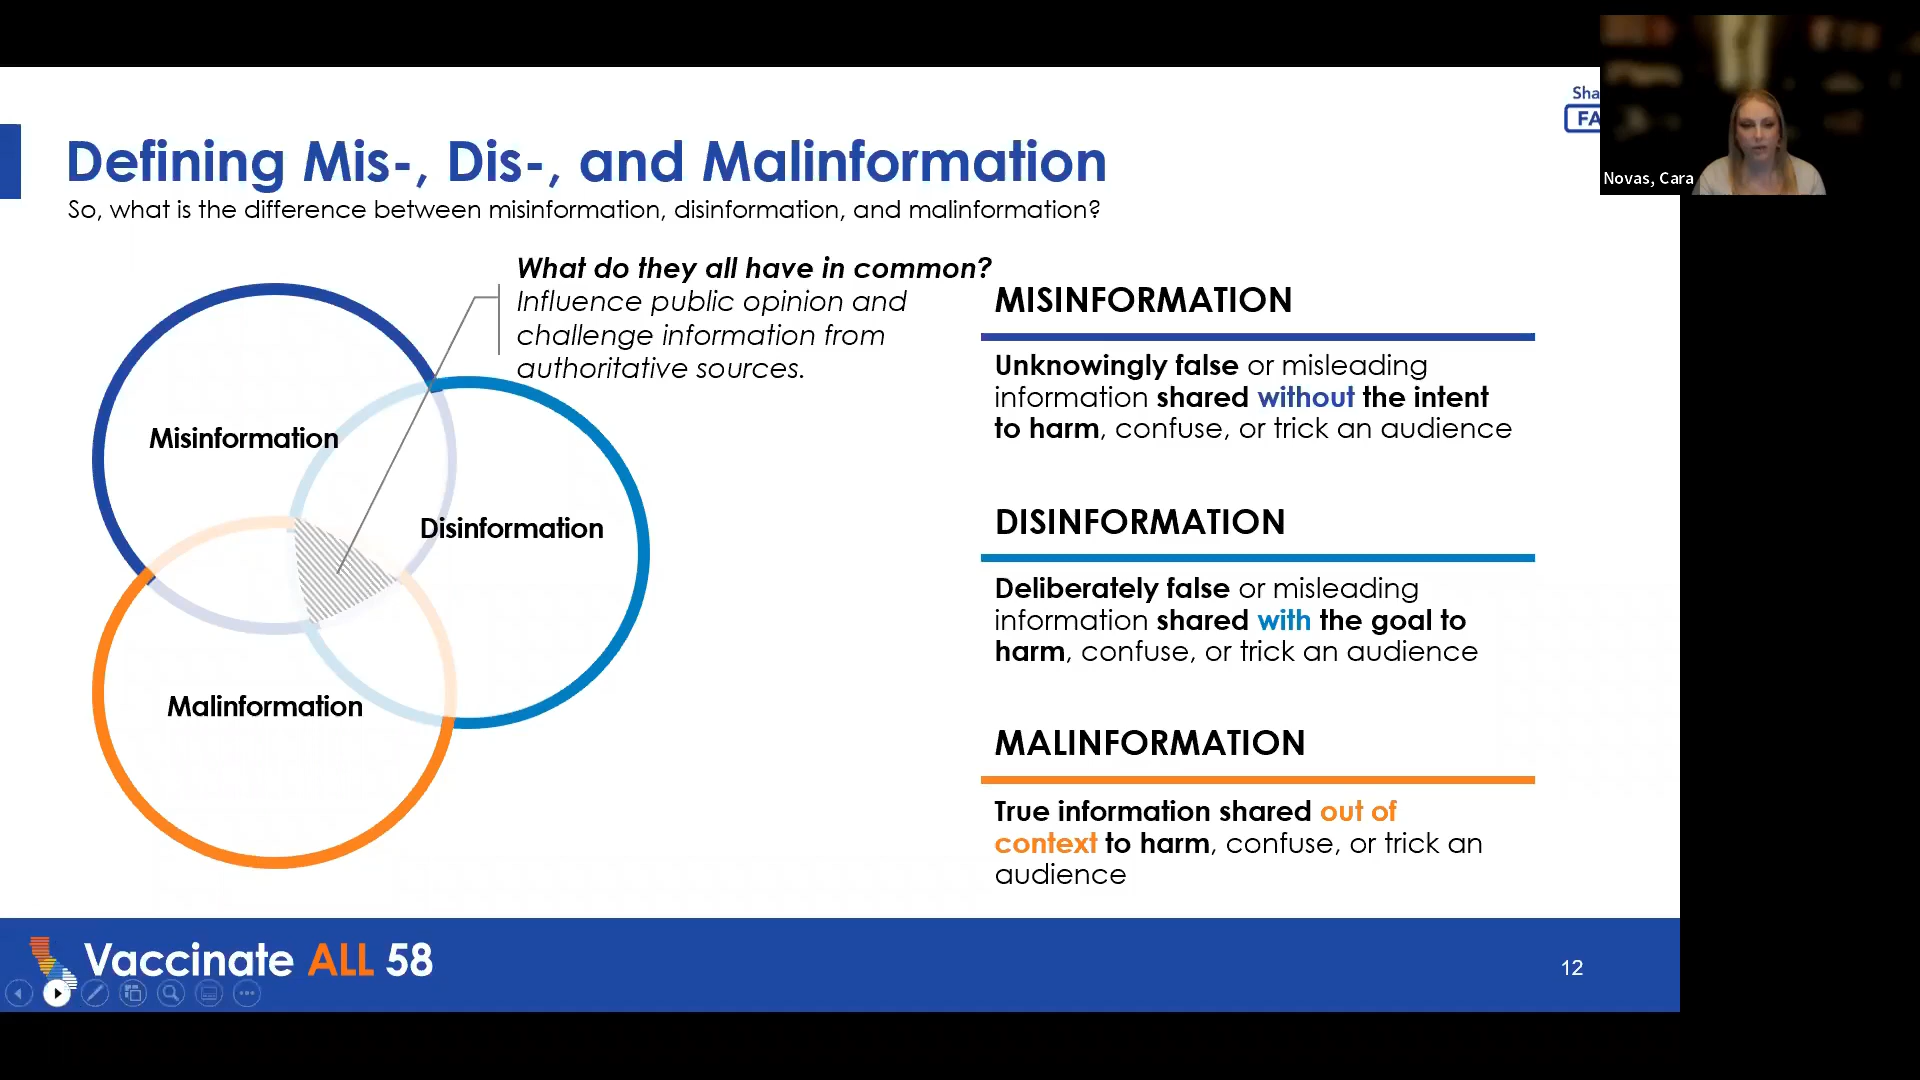 Sha
FA
Novas, Cara
Defining Mis-, Dis-, and Malinformation
So, what is the difference between misinformation, disinformation, and malinformation?
What do they all have in common?
Influence public opinion and
challenge information from
authoritative sources.
Misinformation
Disinformation
Malinformation
MISINFORMATION
Unknowingly false or misleading
information shared without the intent
to harm, confuse, or trick an audience
DISINFORMATION
Deliberately false or misleading
information shared with the goal to
harm, confuse, or trick an audience
MALINFORMATION
True information shared out of
context to harm, confuse, or trick an
audience
Vaccinate ALL 58
12